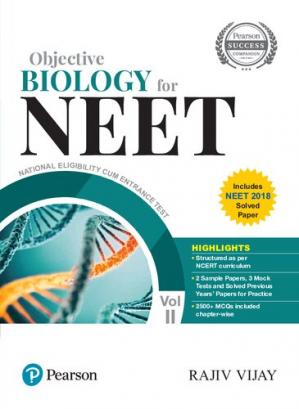 Pearson
SUCCESS
COMPANION
Objective
BIOLOGY for
NEET
NATIONAL ELIGIBILITY CUM ENTRANCE TEST
Includes
NEET 2018
Solved
Paper
HIGHLIGHTS
• Structured as per
NCERT curriculum
• 2 Sample Papers, 3 Mock
Tests and Solved Previous
Years' Papers for Practice
• 2500+ MCQs included
chapter-wise
Vol
II
Pearson
RAJIV VIJAY